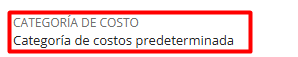 CATEGORÍA DE COSTO
Categoría de costos predeterminada